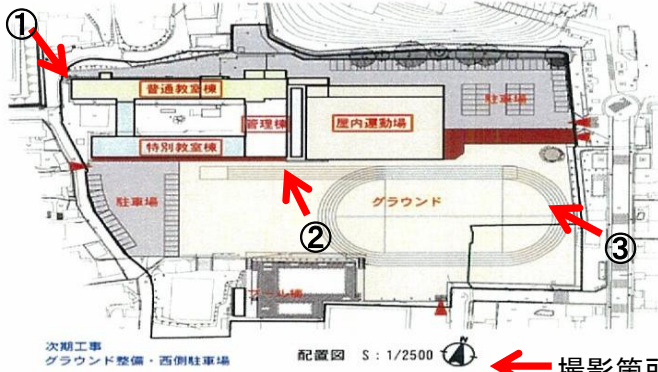 ①
普通教室棟
管理棟
屋内運動場
駐車場
特別教室棟
駐車場
グラウンド
②
③
プール棟
次期工事
グラウンド整備・西側駐車場
配置図 S：1/2500
N
撮影箇所